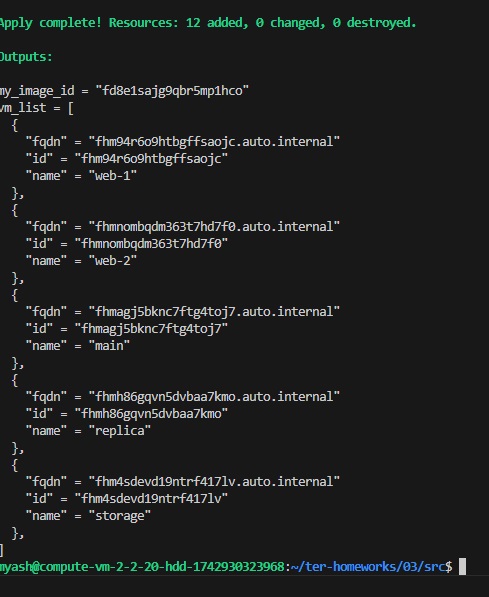 Apply complete! Resources: 12 added, 0 changed, 0 destroyed.
Outputs:
my_image_id = "fd8e1sajg9qbr5mp1hco"
vm_list = [
{
"fqdn" = "fhm94r6o9htbgffsaojc.auto.internal"
"id" = "fhm94r6o9htbgffsaojc"
"name" = "web-1"
},
{
"fqdn" = "fhmnombqdm363t7hd7f0.auto.internal"
"id" = "fhmnombqdm363t7hd7f0"
"name" = "web-2"
},
{
"fqdn" = "fhmagj5bknc7ftg4toj7.auto.internal"
"id" = "fhmagj5bknc7ftg4toj7"
"name" = "main"
},
{
"fqdn" = "fhmh86gqvn5dvbaa7kmo.auto.internal"
"id" = "fhmh86gqvn5dvbaa7kmo"
"name" = "replica"
},
{
"fqdn" = "fhm4sdevd19ntrf417lv.auto.internal"
"id" = "fhm4sdevd19ntrf417lv"
"name" = "storage"
},
]
myash@compute-vm-2-2-20-hdd-1742930323968:~/ter-homeworks/03/src$